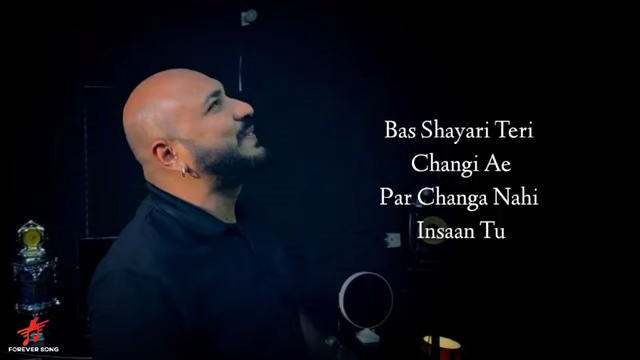 Bas Shayari Teri
Changi Ae
Par Changa Nahi
Insaan Tu
FOREVER SONG